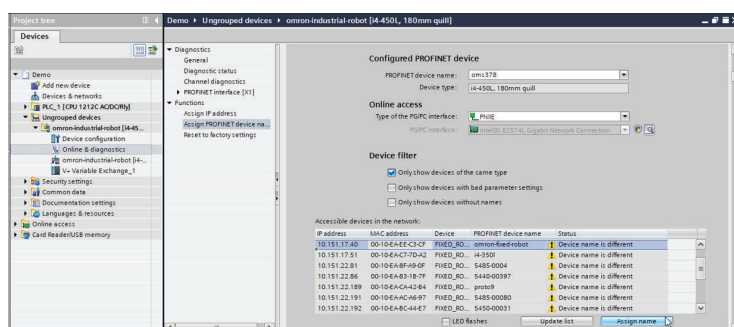 Project tree
Demo ▸ Ungrouped devices ▸ omron-industrial-robot [i4-450L, 180mm quill]
Devices
Demo
Add new device
Devices & networks
PLC_1 [CPU 1212C AC/DC/Rly]
Ungrouped devices
omron-industrial-robot [i4-45...
Device configuration
Online & diagnostics
omron-industrial-robot [i4-...
V+ Variable Exchange_1
Security settings
Common data
Documentation settings
Languages & resources
Online access
Card Reader/USB memory
Diagnostics
General
Diagnostic status
Channel diagnostics
PROFINET interface [X1]
Functions
Assign IP address
Assign PROFINET device na...
Reset to factory settings
Configured PROFINET device
PROFINET device name: oms378
Device type: i4-450L, 180mm quill
Online access
Type of the PG/PC interface: PN/IE
PG/PC interface: Intel(R) 82574L Gigabit Network Connection
Device filter
Only show devices of the same type
Only show devices with bad parameter settings
Only show devices without names
Accessible devices in the network:
IP address MAC address Device PROFINET device name Status
10.151.17.40 00-10-EA-EE-C3-CF FIXED_RO... omron-fixed-robot Device name is different
10.151.17.51 00-10-EA-C7-7D-A2 FIXED_RO... i4-350l Device name is different
10.151.22.81 00-10-EA-BF-A9-0F FIXED_RO... 5485-0004 Device name is different
10.151.22.86 00-10-EA-B3-18-7F FIXED_RO... 5440-00397 Device name is different
10.151.22.189 00-10-EA-CA-42-B4 FIXED_RO... proto9 Device name is different
10.151.22.191 00-10-EA-AC-A6-97 FIXED_RO... 5485-00080 Device name is different
10.151.22.192 00-10-EA-BC-44-E7 FIXED_RO... 5450-00031 Device name is different
LED flashes Update list Assign name